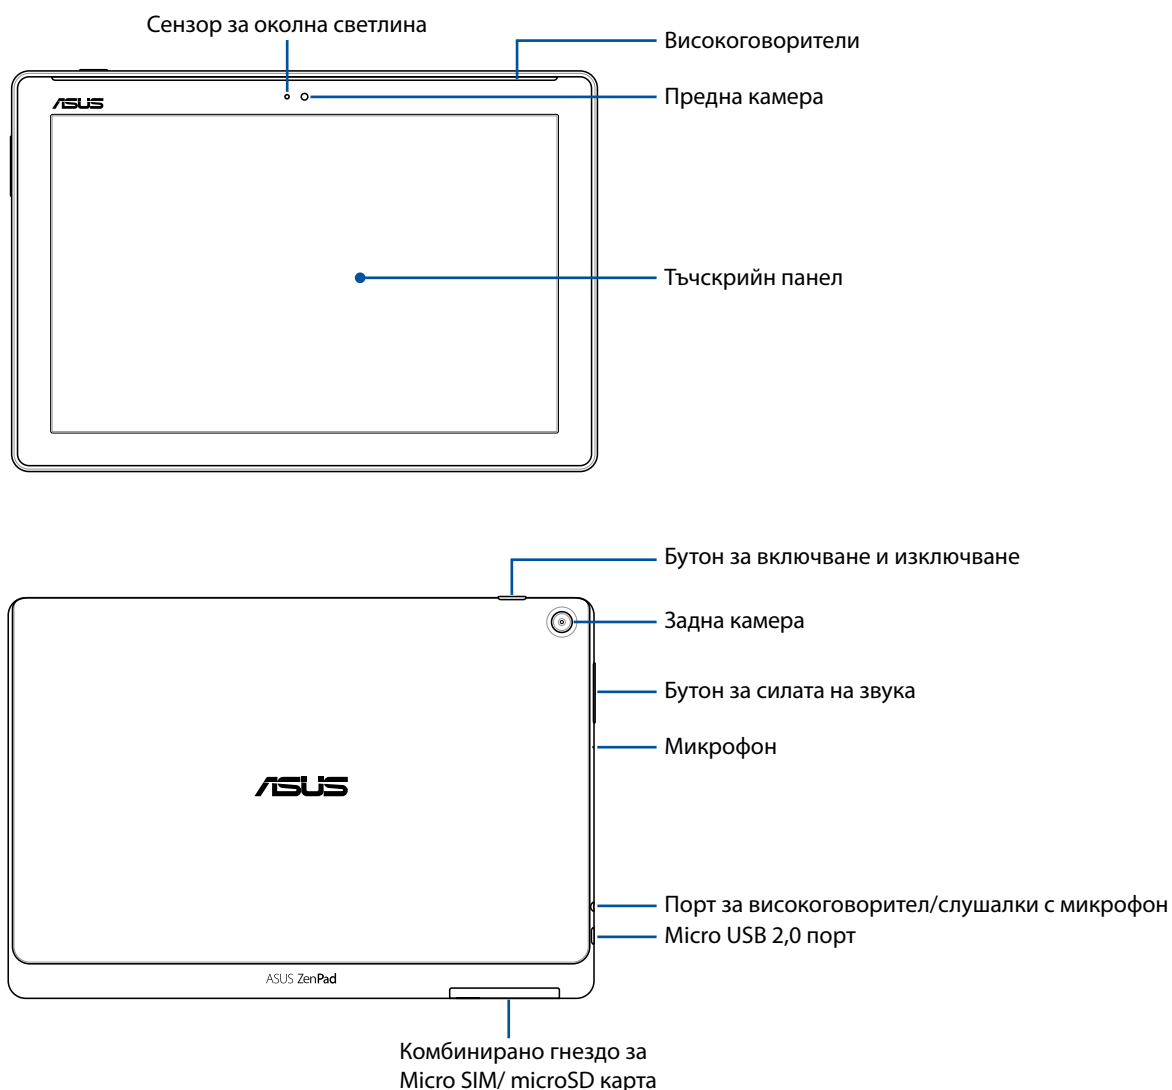 Сензор за околна светлина
Високоговорители
ASUS
Предна камера
Тъчскрийн панел
Бутон за включване и изключване
Задна камера
Бутон за силата на звука
Микрофон
ASUS
Порт за високоговорител/слушалки с микрофон
Micro USB 2,0 порт
ASUS ZenPad
Комбинирано гнездо за
Micro SIM/ microSD карта